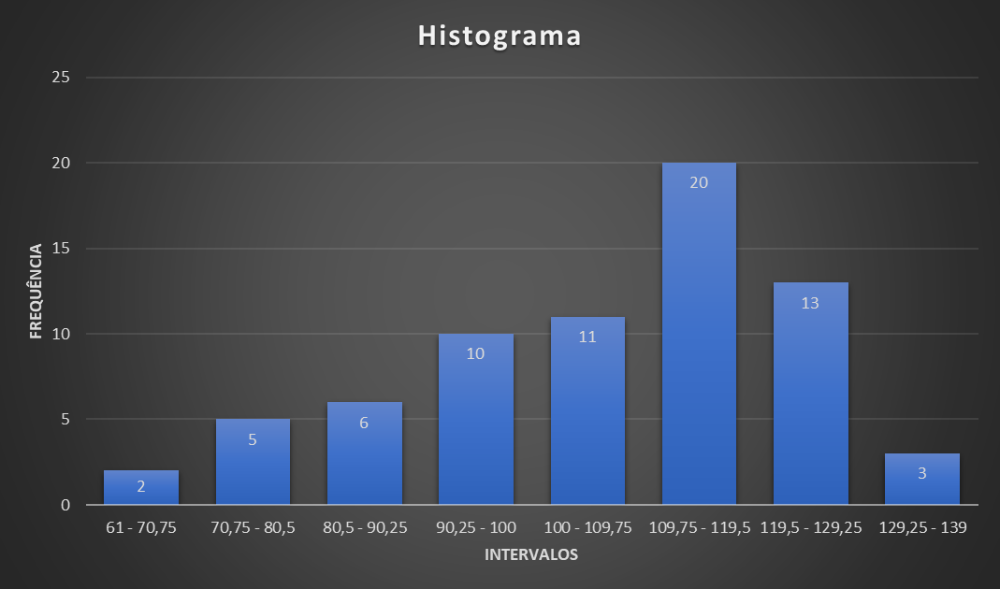 Histograma
25
20
15
10
5
0
FREQUÊNCIA
2
5
6
10
11
20
13
3
61 - 70,75
70,75 - 80,5
80,5 - 90,25
90,25 - 100
100 - 109,75
109,75 - 119,5
119,5 - 129,25
129,25 - 139
INTERVALOS